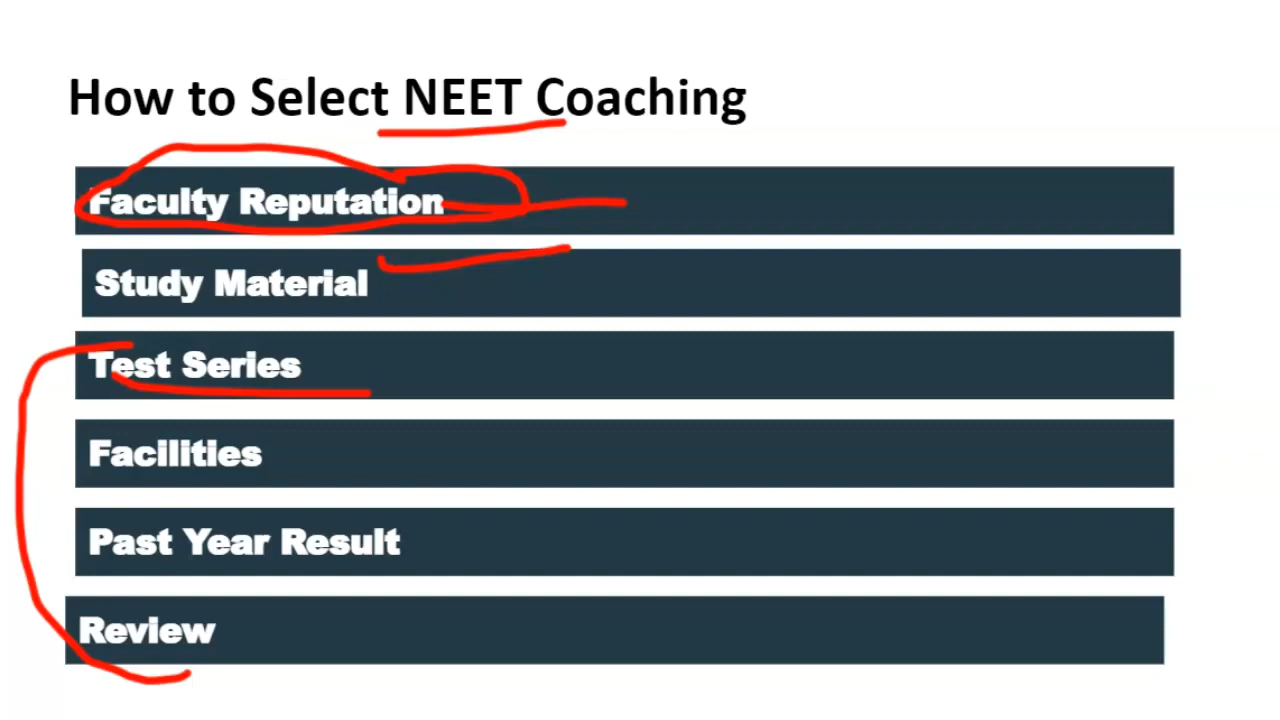 How to Select NEET Coaching
Faculty Reputation
Study Material
Test Series
Facilities
Past Year Result
Review